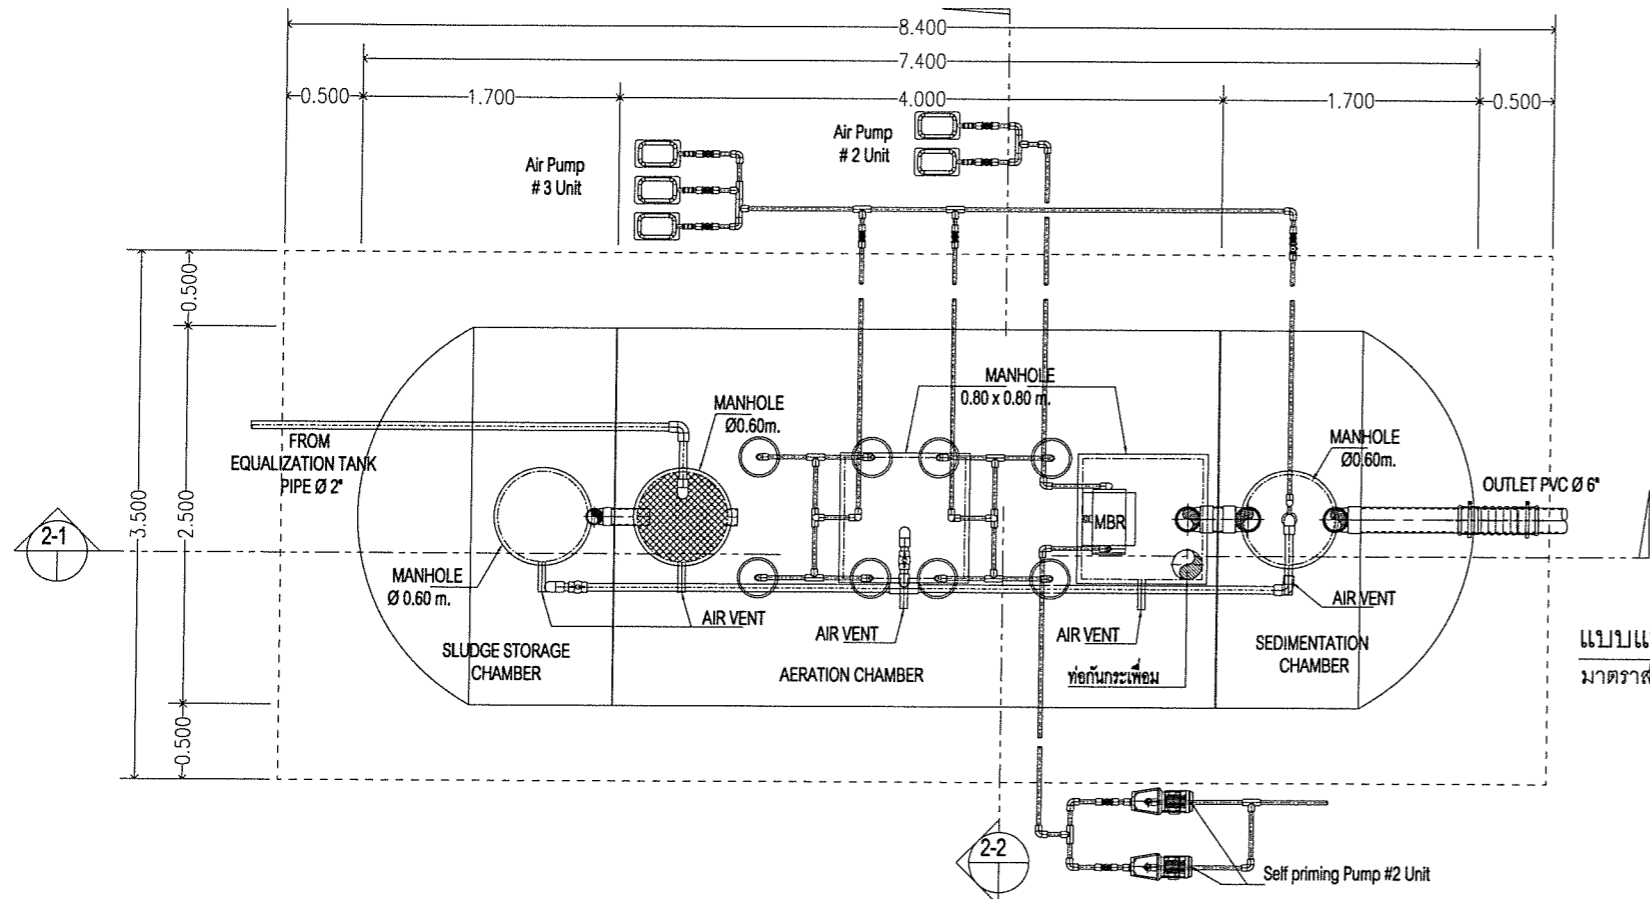 8.400
7.400
0.500
1.700
4.000
1.700
0.500
Air Pump
# 3 Unit
Air Pump
# 2 Unit
0.500
3.500
2.500
0.500
MANHOLE
0.80 x 0.80 m.
MANHOLE
Ø0.60m.
MANHOLE
Ø0.60m.
FROM
EQUALIZATION TANK
PIPE Ø 2"
OUTLET PVC Ø 6"
MBR
2-1
MANHOLE
Ø 0.60 m.
AIR VENT
AIR VENT
AIR VENT
AIR VENT
SLUDGE STORAGE
CHAMBER
AERATION CHAMBER
ท่อกันกระเพื่อม
SEDIMENTATION
CHAMBER
2-2
Self priming Pump #2 Unit